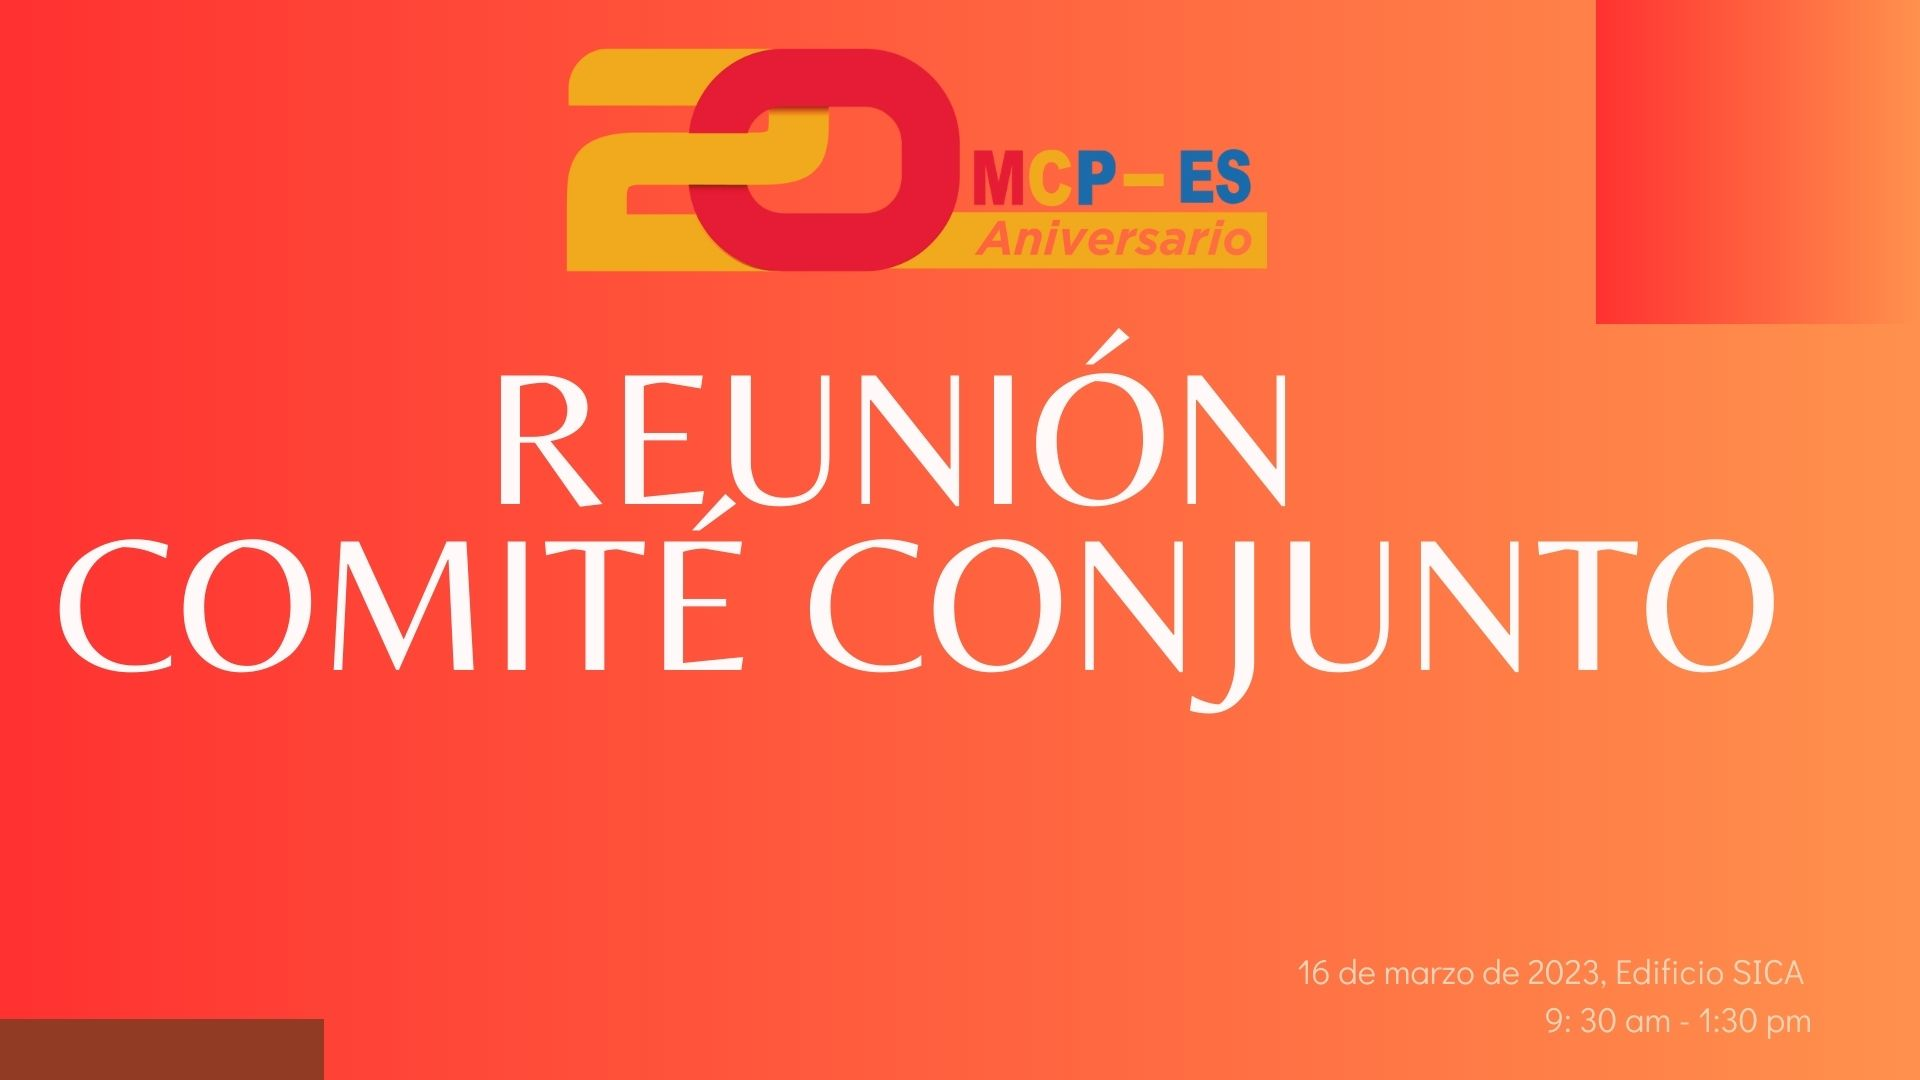 20 MCP-ES
Aniversario
REUNIÓN
COMITÉ CONJUNTO
16 de marzo de 2023, Edificio SICA
9: 30 am - 1:30 pm